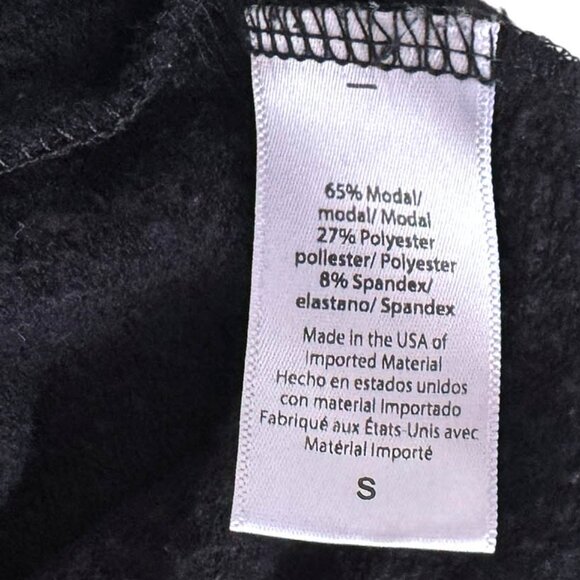 65% Modal/
modal/ Modal
27% Polyester
poliester/ Polyester
8% Spandex/
elastano/ Spandex
Made in the USA of
Imported Material
Hecho en estados unidos
con material Importado
Fabriqué aux États-Unis avec
Matérial Importé
S